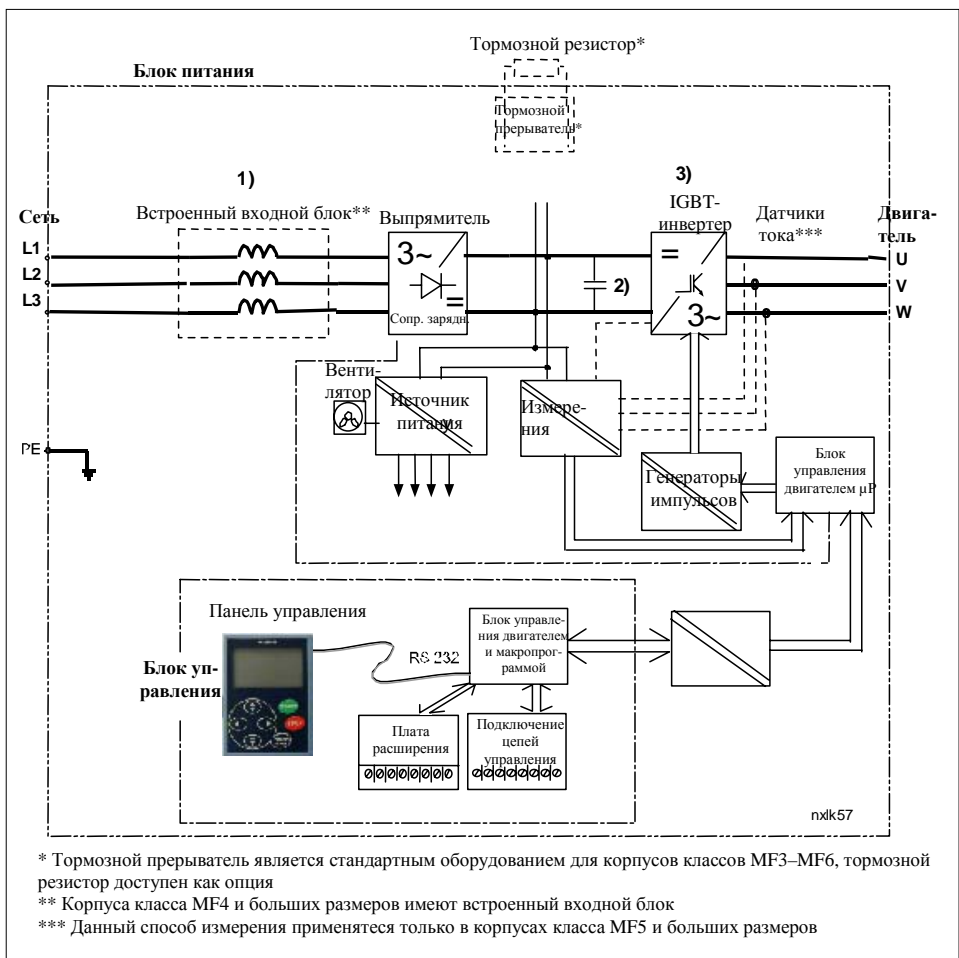 Тормозной резистор*
Блок питания
Тормозной
прерыватель*
1)
3)
Сеть
Встроенный входной блок**
Выпрямитель
IGBT-
инвертер
Датчики
тока***
Двига-
тель
L1
L2
L3
3~
=
Сопр. зарядн.
2)
=
3~
U
V
W
Венти-
лятор
Источник
питания
Измере-
ния
PE
Генераторы
импульсов
Блок
управления
двигателем µP
Панель управления
Блок уп-
равления
RS 232
Блок управле-
ния двигателем
и макропрог-
раммой
Плата
расширения
Подключение
цепей
управления
nxlk57
* Тормозной прерыватель является стандартным оборудованием для корпусов классов MF3–MF6, тормозной
резистор доступен как опция
** Корпуса класса MF4 и больших размеров имеют встроенный входной блок
*** Данный способ измерения применятеся только в корпусах класса MF5 и больших размеров